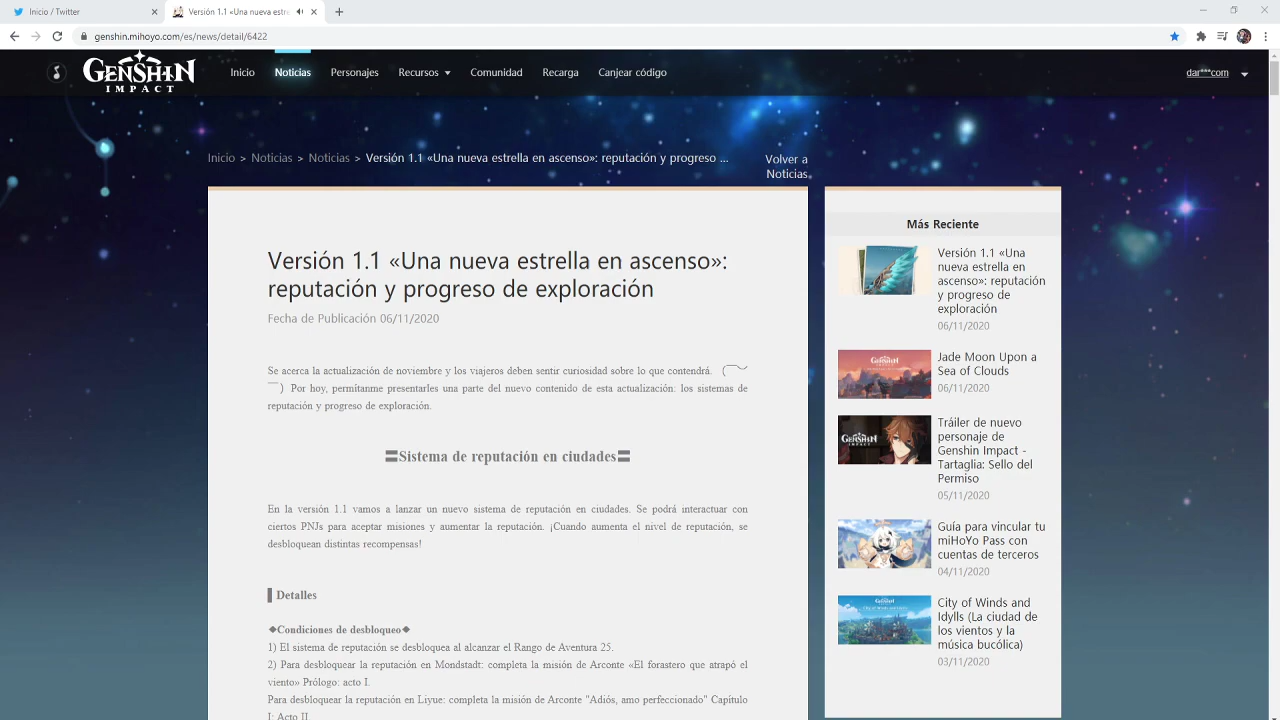 Inicio / Twitter
Versión 1.1 «Una nueva estre
genshin.mihoyo.com/es/news/detail/6422
GENSHIN
IMPACT
Inicio
Noticias
Personajes
Recursos
Comunidad
Recarga
Canjear código
dar***com
Inicio > Noticias > Noticias > Versión 1.1 «Una nueva estrella en ascenso»: reputación y progreso ...
Volver a
Noticias
Versión 1.1 «Una nueva estrella en ascenso»:
reputación y progreso de exploración
Fecha de Publicación 06/11/2020
Se acerca la actualización de noviembre y los viajeros deben sentir curiosidad sobre lo que contendrá. (￣～
￣) Por hoy, permítanme presentarles una parte del nuevo contenido de esta actualización: los sistemas de
reputación y progreso de exploración.
〓Sistema de reputación en ciudades〓
En la versión 1.1 vamos a lanzar un nuevo sistema de reputación en ciudades. Se podrá interactuar con
ciertos PNJs para aceptar misiones y aumentar la reputación. ¡Cuando aumenta el nivel de reputación, se
desbloquean distintas recompensas!
▌Detalles
◆Condiciones de desbloqueo◆
1) El sistema de reputación se desbloquea al alcanzar el Rango de Aventura 25.
2) Para desbloquear la reputación en Mondstadt: completa la misión de Arconte «El forastero que atrapó el
viento» Prólogo: acto I.
Para desbloquear la reputación en Liyue: completa la misión de Arconte "Adiós, amo perfeccionado" Capítulo
I: Acto II
Más Reciente
Versión 1.1 «Una
nueva estrella en
ascenso»: reputación
y progreso de
exploración
06/11/2020
Jade Moon Upon a
Sea of Clouds
06/11/2020
GENSHIN
Tráiler de nuevo
personaje de
Genshin Impact -
Tartaglia: Sello del
Permiso
05/11/2020
Guía para vincular tu
miHoYo Pass con
cuentas de terceros
04/11/2020
City of Winds and
Idylls (La ciudad de
los vientos y la
música bucólica)
03/11/2020